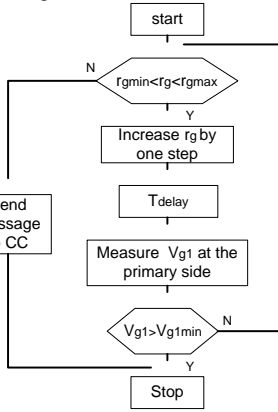 start
N
rgmin<rg<rgmax
Y
Increase rg by
one step
Tdelay
end
ssage
CC
Measure Vg1 at the
primary side
Vg1>Vg1min
N
Y
Stop